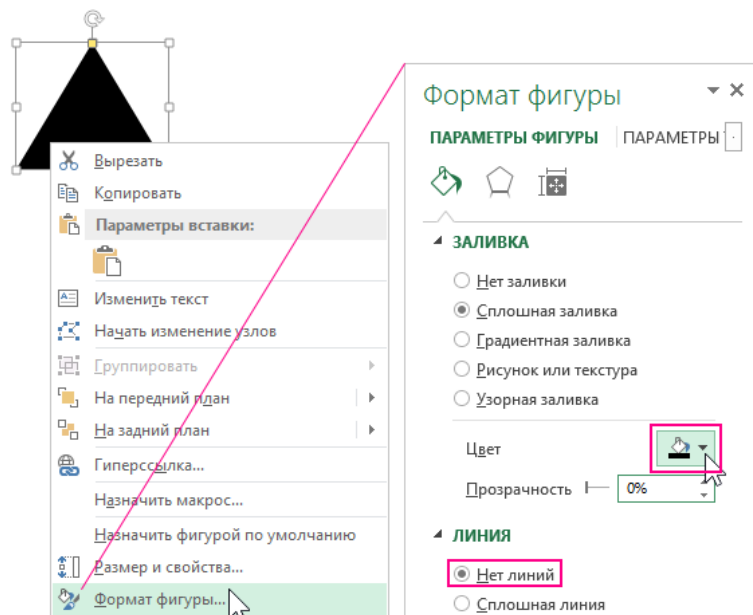 Вырезать
Копировать
Параметры вставки:
Изменить текст
Начать изменение узлов
Группировать
На передний план
На задний план
Гиперссылка...
Назначить макрос...
Назначить фигурой по умолчанию
Размер и свойства...
Формат фигуры...
Формат фигуры
ПАРАМЕТРЫ ФИГУРЫ
ПАРАМЕТРЫ
ЗАЛИВКА
Нет заливки
Сплошная заливка
Градиентная заливка
Рисунок или текстура
Узорная заливка
Цвет
Прозрачность 0%
ЛИНИЯ
Нет линий
Сплошная линия